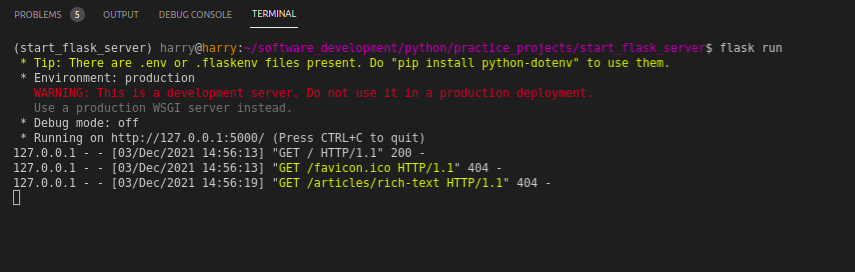 PROBLEMS 5 OUTPUT DEBUG CONSOLE TERMINAL
(start_flask_server) harry@harry:~/software_development/python/practice_projects/start_flask_server$ flask run
* Tip: There are .env or .flaskenv files present. Do "pip install python-dotenv" to use them.
* Environment: production
WARNING: This is a development server. Do not use it in a production deployment.
Use a production WSGI server instead.
* Debug mode: off
* Running on http://127.0.0.1:5000/ (Press CTRL+C to quit)
127.0.0.1 - - [03/Dec/2021 14:56:13] "GET / HTTP/1.1" 200 -
127.0.0.1 - - [03/Dec/2021 14:56:13] "GET /favicon.ico HTTP/1.1" 404 -
127.0.0.1 - - [03/Dec/2021 14:56:19] "GET /articles/rich-text HTTP/1.1" 404 -